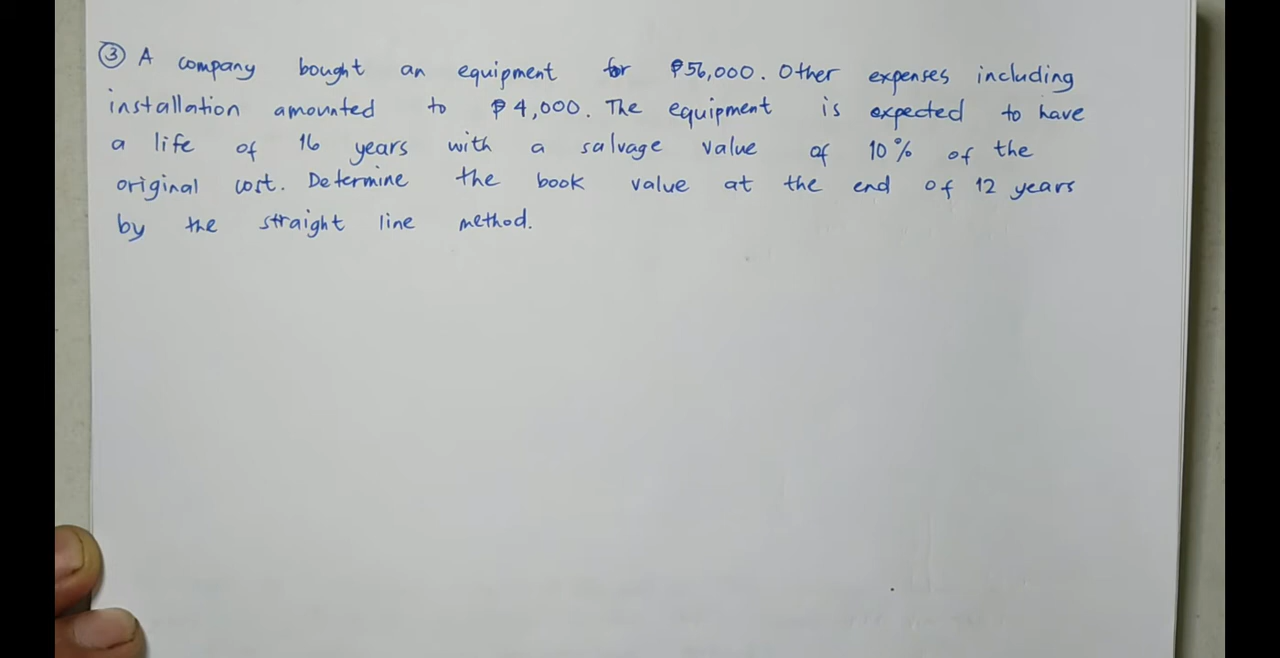 ③ A company bought an equipment for ₱56,000. Other expenses including
installation amounted to ₱4,000. The equipment is expected to have
a life of 16 years with a salvage value of 10% of the
original cost. Determine the book value at the end of 12 years
by the straight line method.